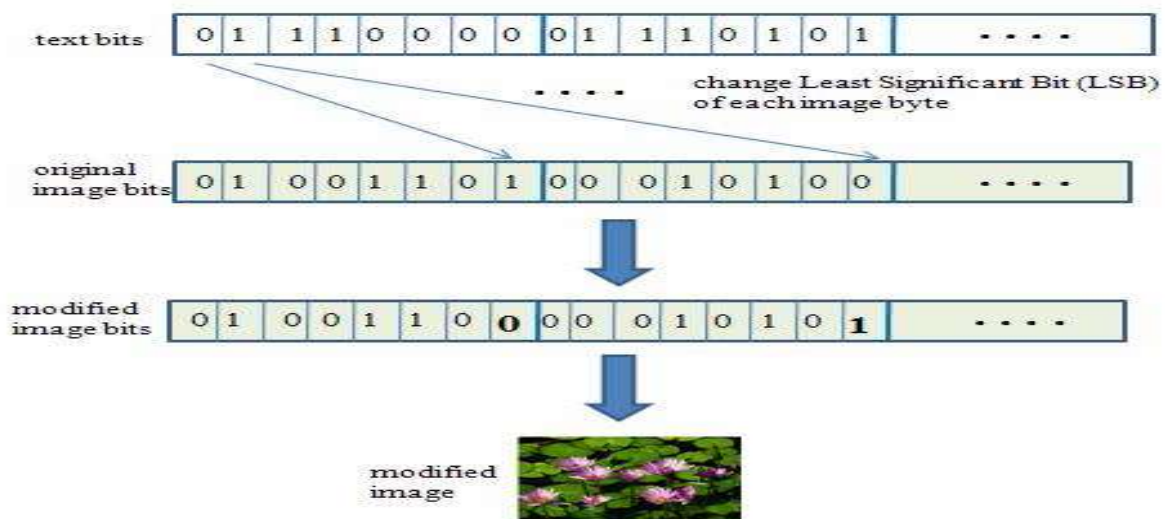 text bits 0 1 1 1 0 0 0 0 0 1 1 1 0 1 0 1 . . . .
. . . . change Least Significant Bit (LSB)
of each image byte
original
image bits 0 1 0 0 1 1 0 1 0 0 0 1 0 1 0 0 . . . .
modified
image bits 0 1 0 0 1 1 0 0 0 0 0 1 0 1 0 1 . . . .
modified
image